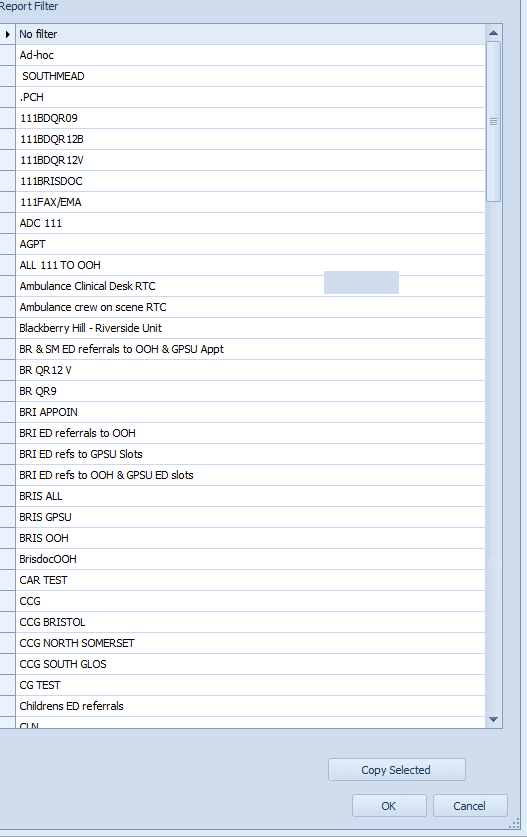 Report Filter
No filter
Ad-hoc
SOUTHMEAD
.PCH
111BDQR09
111BDQR12B
111BDQR12V
111BRISDOC
111FAX/EMA
ADC 111
AGPT
ALL 111 TO OOH
Ambulance Clinical Desk RTC
Ambulance crew on scene RTC
Blackberry Hill - Riverside Unit
BR & SM ED referrals to OOH & GPSU Appt
BR QR12 V
BR QR9
BRI APPOIN
BRI ED referrals to OOH
BRI ED refs to GPSU Slots
BRI ED refs to OOH & GPSU ED slots
BRIS ALL
BRIS GPSU
BRIS OOH
BrisdocOOH
CAR TEST
CCG
CCG BRISTOL
CCG NORTH SOMERSET
CCG SOUTH GLOS
CG TEST
Childrens ED referrals
CLN
Copy Selected
OK Cancel